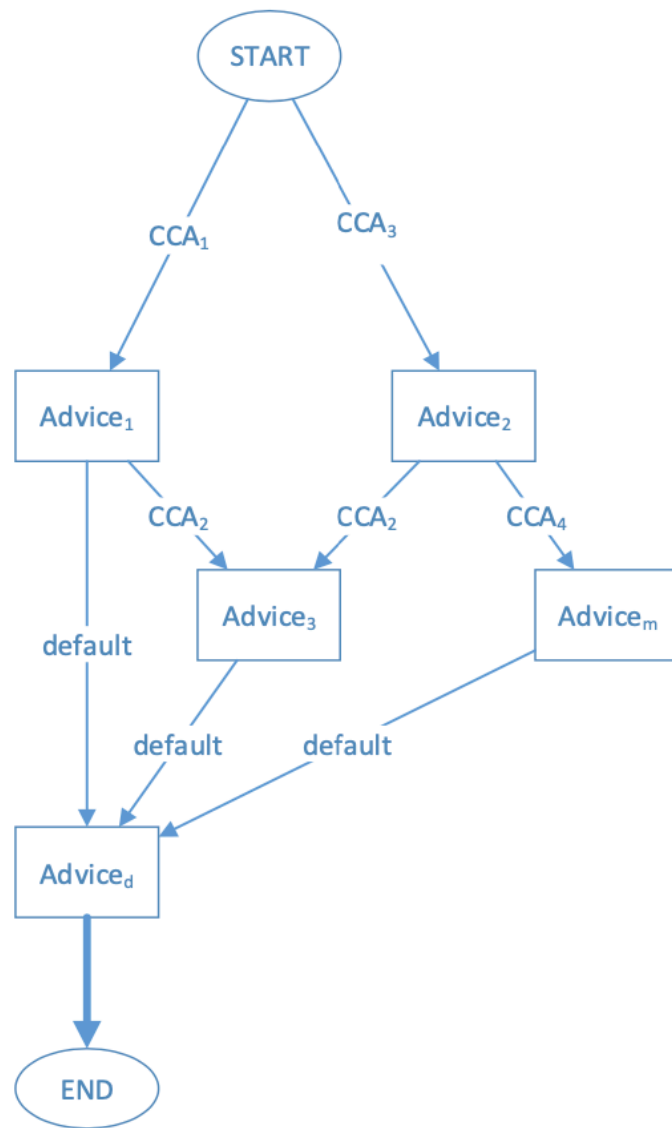 START
CCA₁
CCA₃
Advice₁
Advice₂
CCA₂
CCA₂
CCA₄
Advice₃
Adviceₘ
default
default
default
Advice_d
END